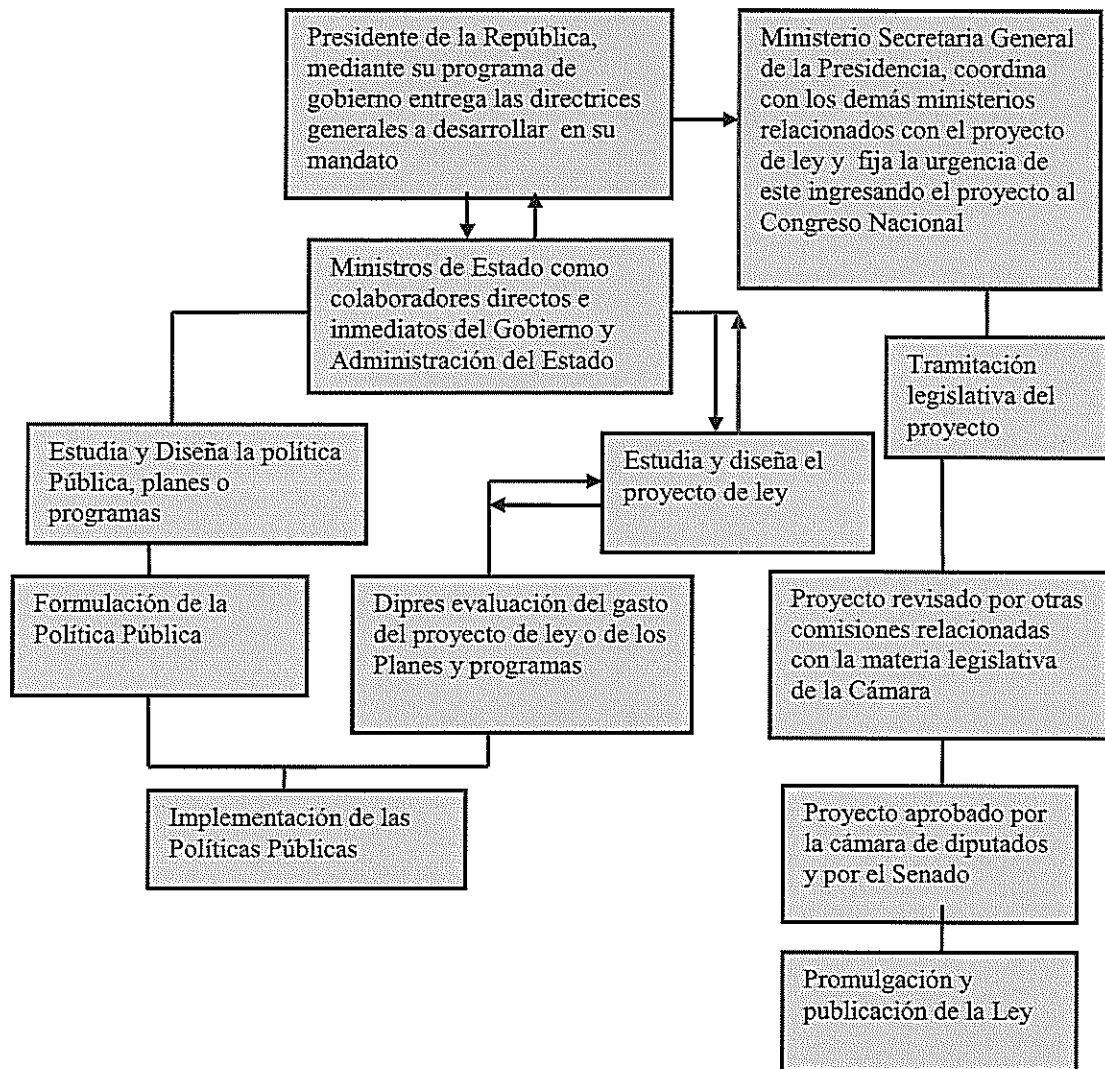 Presidente de la República,
mediante su programa de
gobierno entrega las directrices
generales a desarrollar en su
mandato
Ministerio Secretaria General
de la Presidencia, coordina
con los demás ministerios
relacionados con el proyecto
de ley y fija la urgencia de
este ingresando el proyecto al
Congreso Nacional
Ministros de Estado como
colaboradores directos e
inmediatos del Gobierno y
Administración del Estado
Tramitación
legislativa del
proyecto
Estudia y Diseña la política
Pública, planes o
programas
Estudia y diseña el
proyecto de ley
Formulación de la
Política Pública
Dipres evaluación del gasto
del proyecto de ley o de los
Planes y programas
Proyecto revisado por otras
comisiones relacionadas
con la materia legislativa
de la Cámara
Implementación de las
Políticas Públicas
Proyecto aprobado por
la cámara de diputados
y por el Senado
Promulgación y
publicación de la Ley